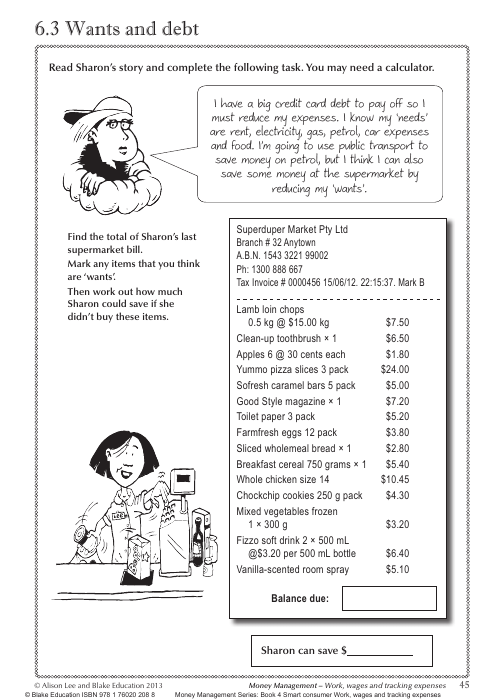 6.3 Wants and debt
Read Sharon's story and complete the following task. You may need a calculator.
I have a big credit card debt to pay off so I
must reduce my expenses. I know my 'needs'
are rent, electricity, gas, petrol, car expenses
and food. I'm going to use public transport to
save money on petrol, but I think I can also
save some money at the supermarket by
reducing my 'wants'.
Find the total of Sharon's last
supermarket bill.
Mark any items that you think
are 'wants'.
Then work out how much
Sharon could save if she
didn't buy these items.
Superduper Market Pty Ltd
Branch # 32 Anytown
A.B.N. 1543 3221 99002
Ph: 1300 888 667
Tax Invoice # 0000456 15/06/12. 22:15:37. Mark B
Lamb loin chops
0.5 kg @ $15.00 kg $7.50
Clean-up toothbrush × 1 $6.50
Apples 6 @ 30 cents each $1.80
Yummo pizza slices 3 pack $24.00
Sofresh caramel bars 5 pack $5.00
Good Style magazine × 1 $7.20
Toilet paper 3 pack $5.20
Farmfresh eggs 12 pack $3.80
Sliced wholemeal bread × 1 $2.80
Breakfast cereal 750 grams × 1 $5.40
Whole chicken size 14 $10.45
Chockchip cookies 250 g pack $4.30
Mixed vegetables frozen
1 × 300 g $3.20
Fizzo soft drink 2 × 500 mL
@$3.20 per 500 mL bottle $6.40
Vanilla-scented room spray $5.10
Balance due:
LEE
Sharon can save $
© Alison Lee and Blake Education 2013 Money Management – Work, wages and tracking expenses 45
© Blake Education ISBN 978 1 76020 208 8 Money Management Series: Book 4 Smart consumer Work, wages and tracking expenses